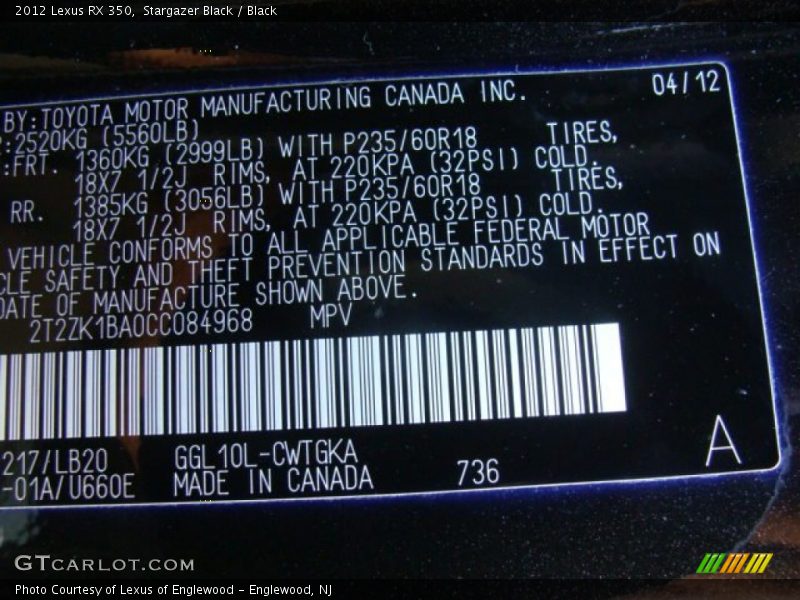 2012 Lexus RX 350, Stargazer Black / Black
04/12
BY: TOYOTA MOTOR MANUFACTURING CANADA INC.
: 2520KG (5560LB)
:FRT. 1360KG (2999LB) WITH P235/60R18 TIRES,
18X7 1/2J RIMS, AT 220KPA (32PSI) COLD.
RR. 1385KG (3056LB) WITH P235/60R18 TIRES,
18X7 1/2J RIMS, AT 220KPA (32PSI) COLD.
VEHICLE CONFORMS TO ALL APPLICABLE FEDERAL MOTOR
CLE SAFETY AND THEFT PREVENTION STANDARDS IN EFFECT ON
DATE OF MANUFACTURE SHOWN ABOVE.
2T2ZK1BA0CC084968 MPV
217/LB20 GGL10L-CWTGKA
-01A/U660E MADE IN CANADA 736
A
GTCARLOT.COM
Photo Courtesy of Lexus of Englewood – Englewood, NJ